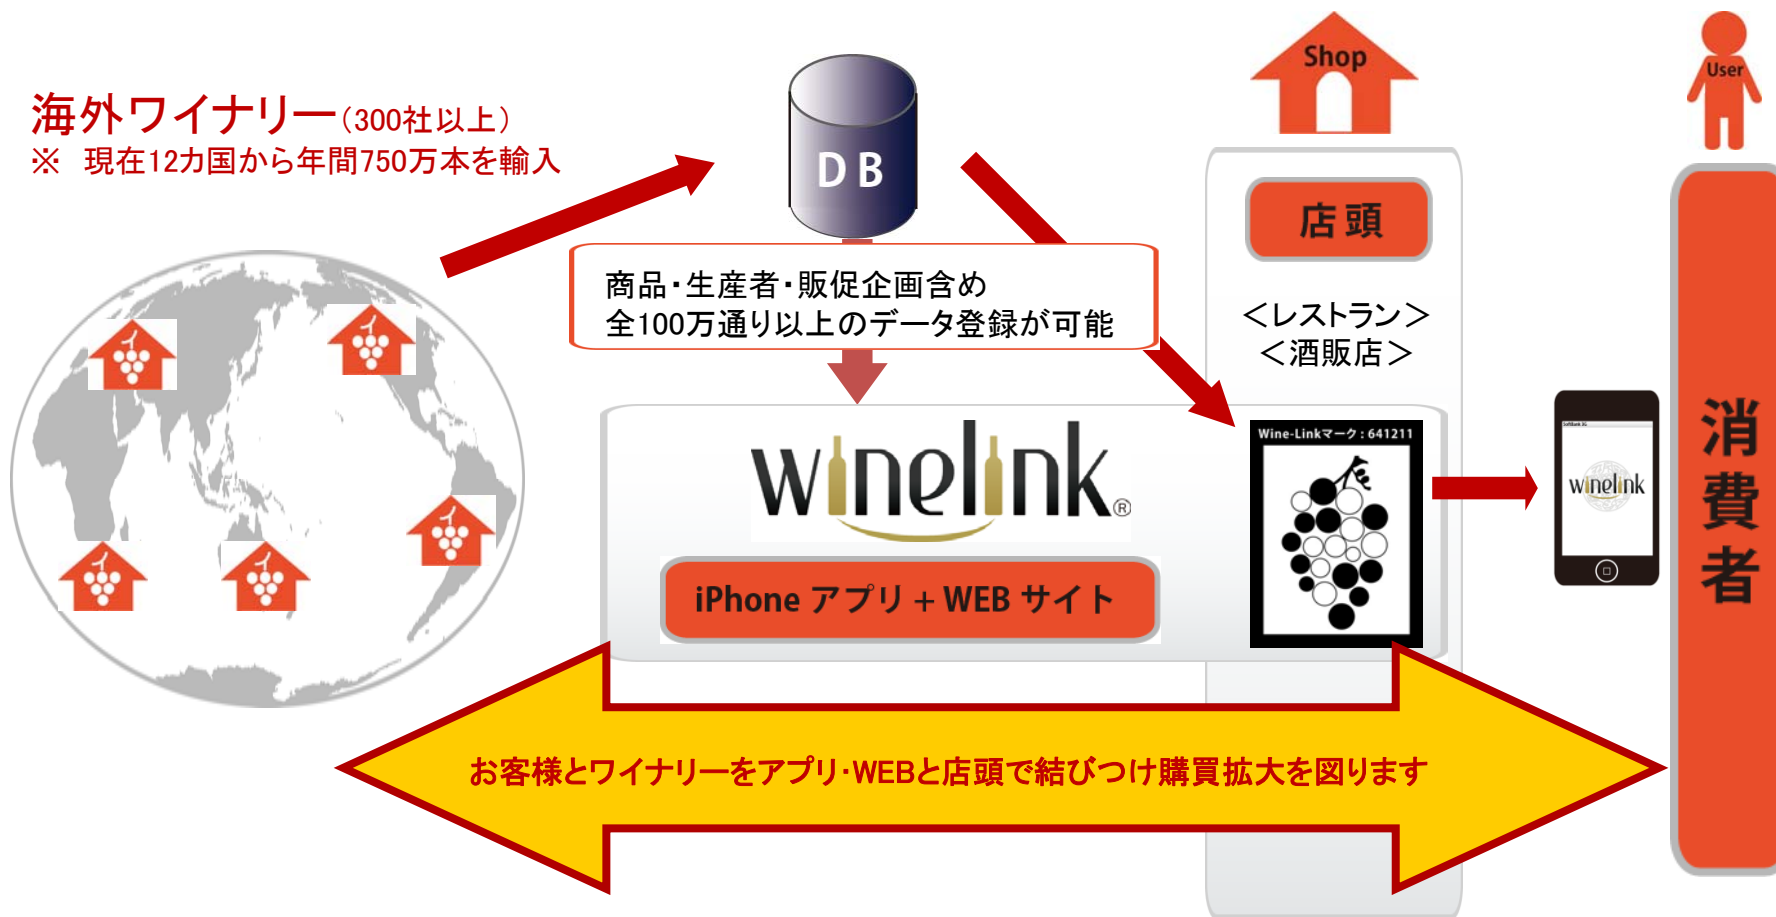 海外ワイナリー（300社以上）
※　現在12カ国から年間750万本を輸入
DB
商品・生産者・販促企画含め
全100万通り以上のデータ登録が可能
winelink®
iPhone アプリ + WEB サイト
Shop
店頭
＜レストラン＞
＜酒販店＞
Wine-Linkマーク : 641211
winelink
User
消費者
お客様とワイナリーをアプリ・WEBと店頭で結びつけ購買拡大を図ります